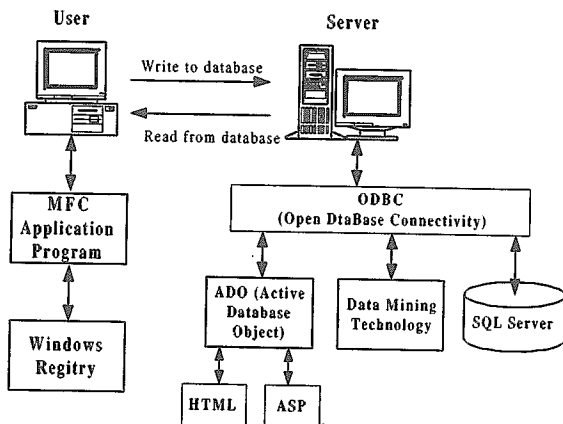 User
Server
Write to database
Read from database
MFC
Application
Program
Windows
Regitry
ODBC
(Open DtaBase Connectivity)
ADO (Active
Database
Object)
Data Mining
Technology
SQL Server
HTML
ASP